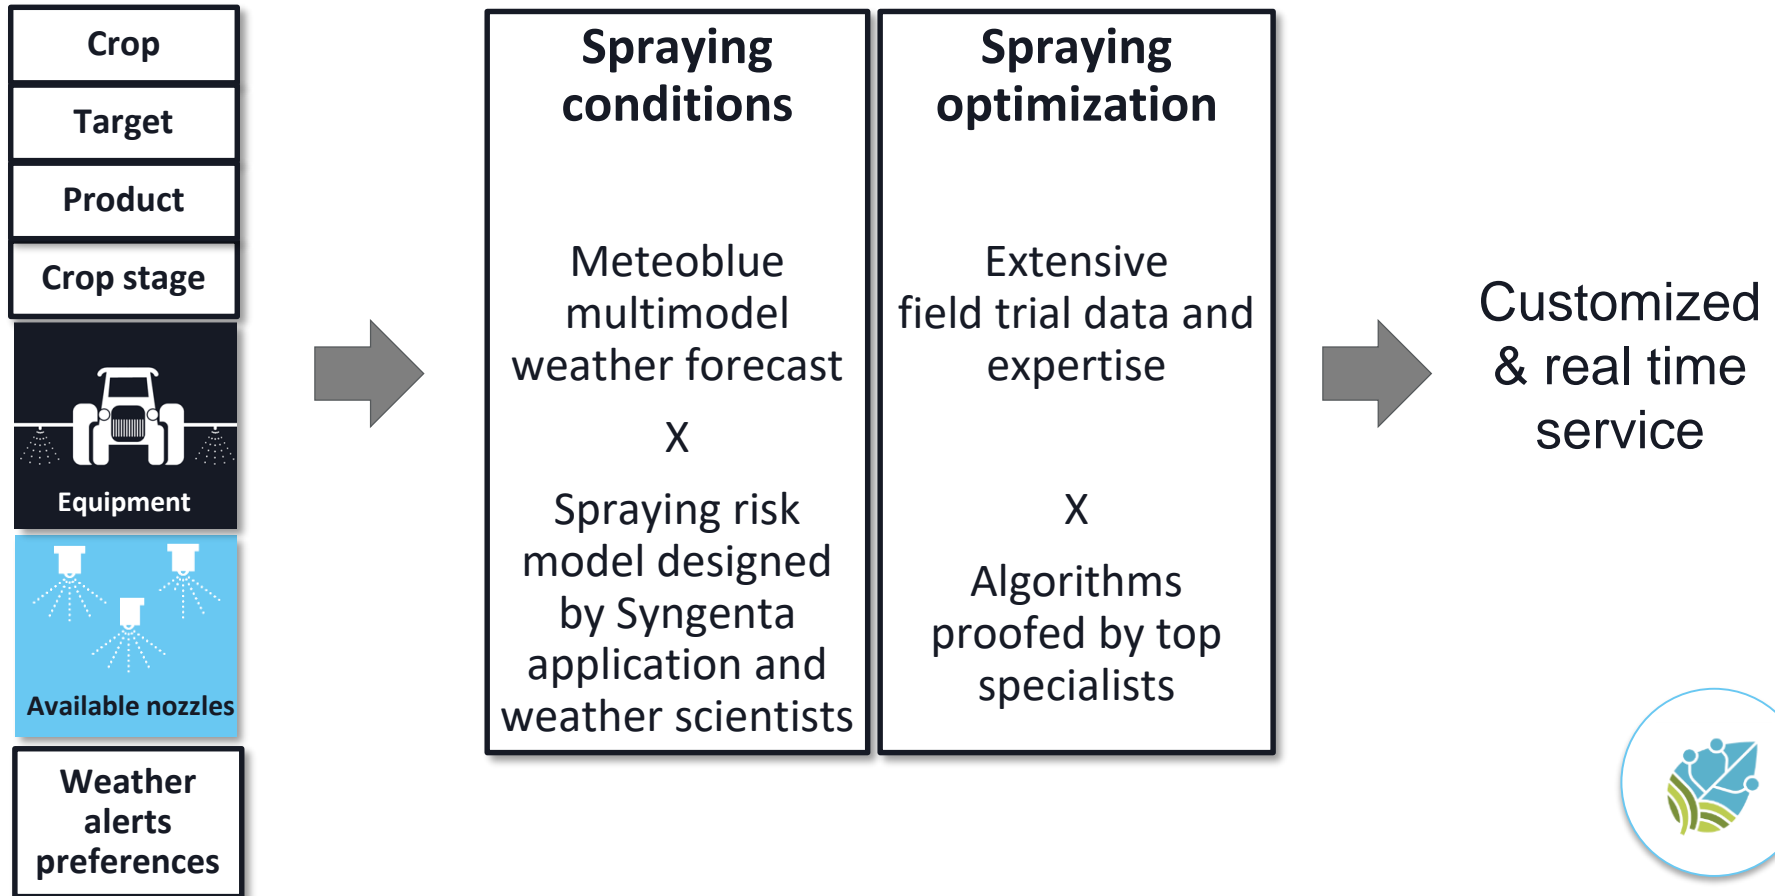 Crop
Target
Product
Crop stage
Equipment
Available nozzles
Weather
alerts
preferences
Spraying
conditions
Meteoblue
multimodel
weather forecast
X
Spraying risk
model designed
by Syngenta
application and
weather scientists
Spraying
optimization
Extensive
field trial data and
expertise
X
Algorithms
proofed by top
specialists
Customized
& real time
service